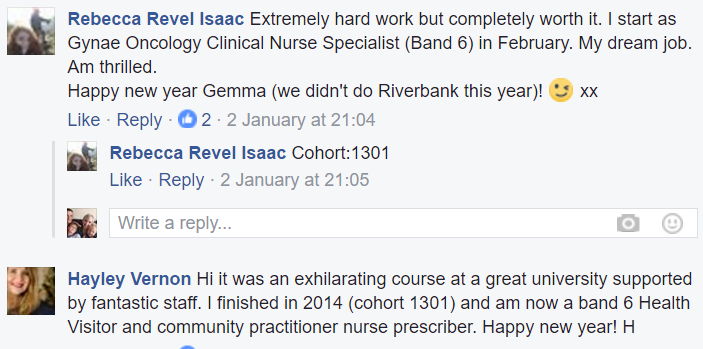 Rebecca Revel Isaac Extremely hard work but completely worth it. I start as
Gynae Oncology Clinical Nurse Specialist (Band 6) in February. My dream job.
Am thrilled.
Happy new year Gemma (we didn't do Riverbank this year)! 😉 xx
Like · Reply · 2 · 2 January at 21:04
Rebecca Revel Isaac Cohort:1301
Like · Reply · 2 January at 21:05
Write a reply...
Hayley Vernon Hi it was an exhilarating course at a great university supported
by fantastic staff. I finished in 2014 (cohort 1301) and am now a band 6 Health
Visitor and community practitioner nurse prescriber. Happy new year! H